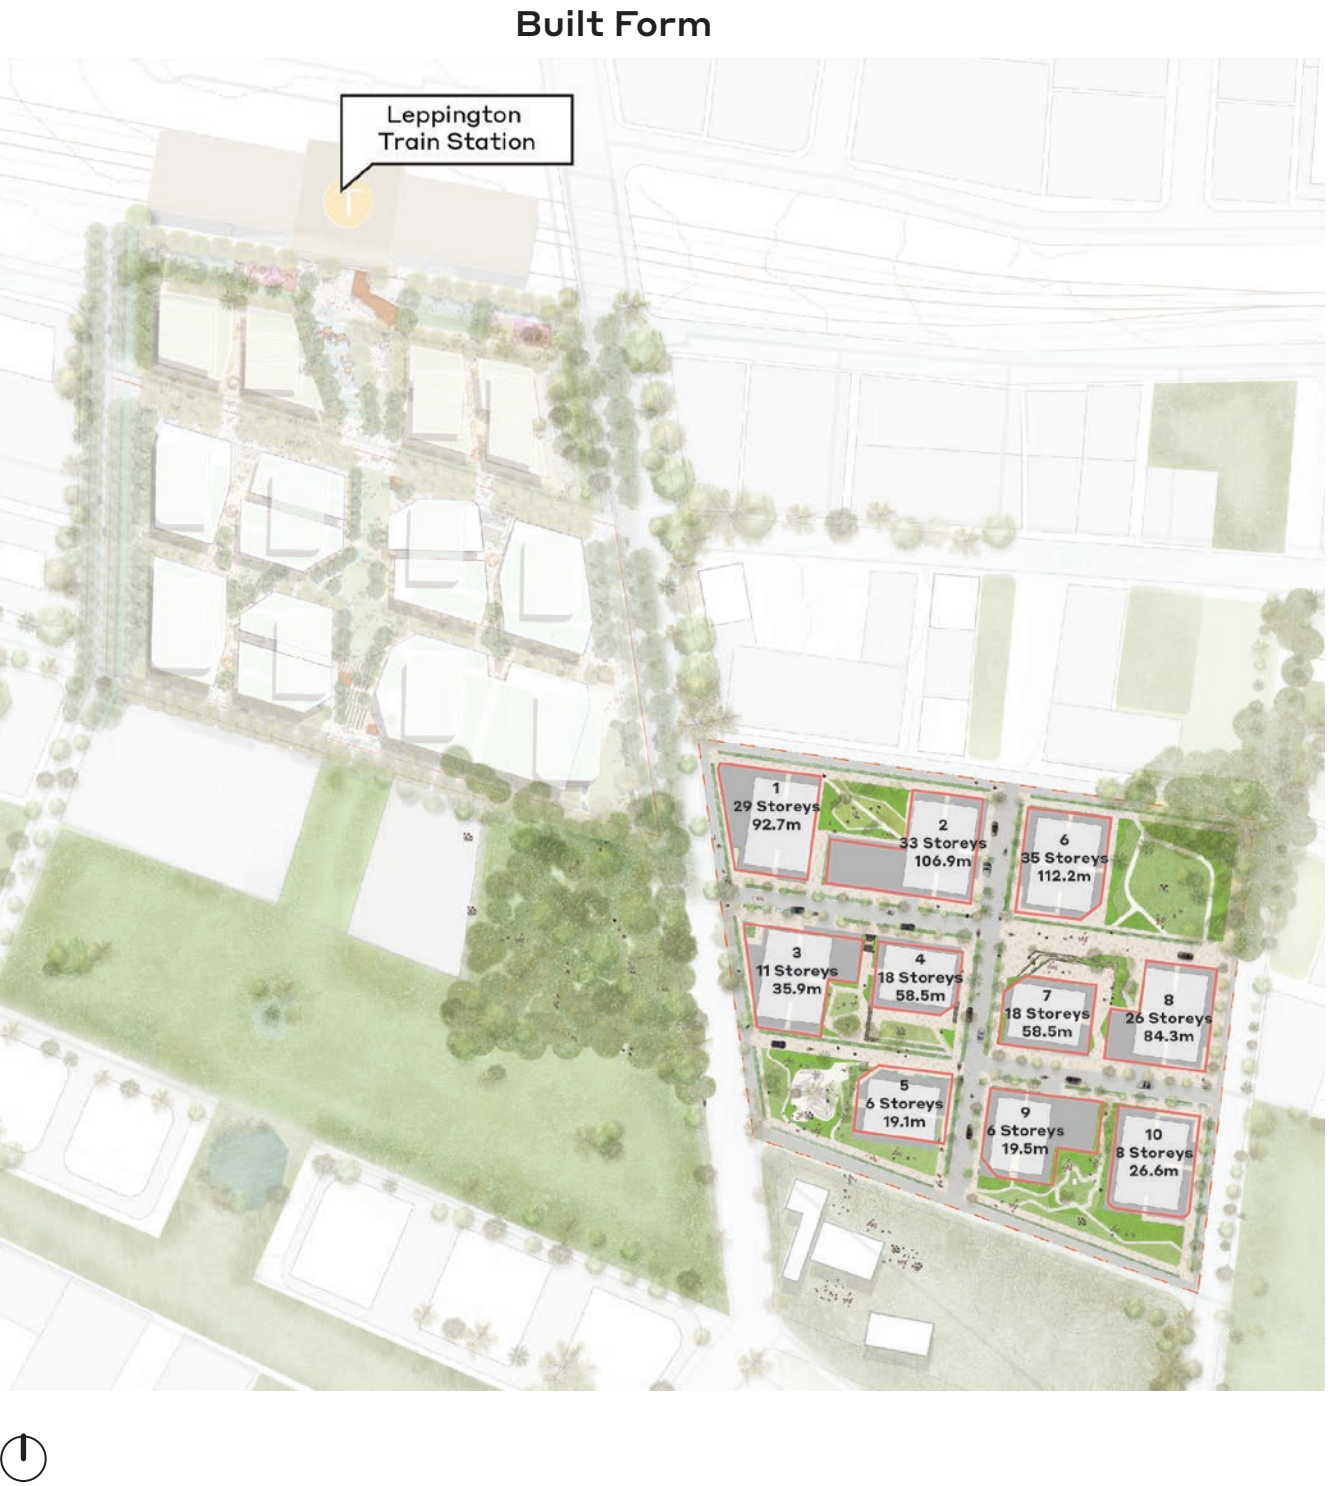 Built Form
Leppington
Train Station
T
1
29 Storeys
92.7m
2
33 Storeys
106.9m
6
35 Storeys
112.2m
3
11 Storeys
35.9m
4
18 Storeys
58.5m
7
18 Storeys
58.5m
8
26 Storeys
84.3m
5
6 Storeys
19.1m
9
6 Storeys
19.5m
10
8 Storeys
26.6m